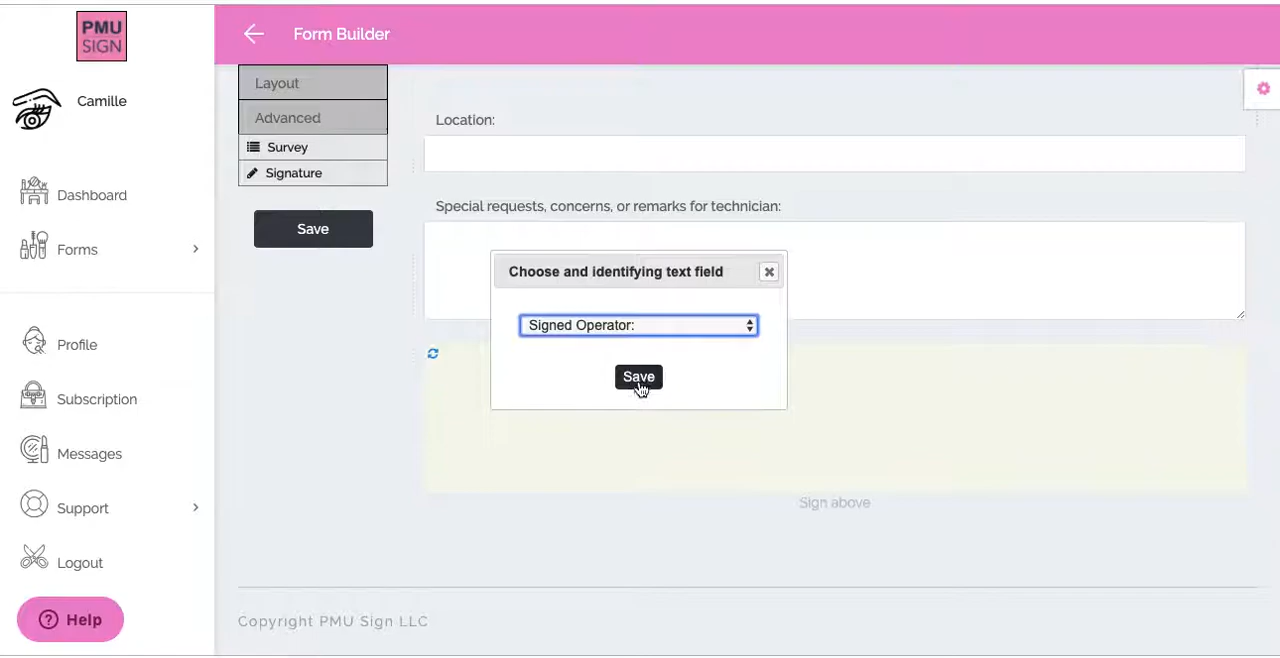 PMU
SIGN
Camille
Dashboard
Forms
Profile
Subscription
Messages
Support
Logout
Help
Form Builder
Layout
Advanced
Survey
Signature
Save
Location:
Special requests, concerns, or remarks for technician:
Choose and identifying text field
Signed Operator:
Save
Sign above
Copyright PMU Sign LLC